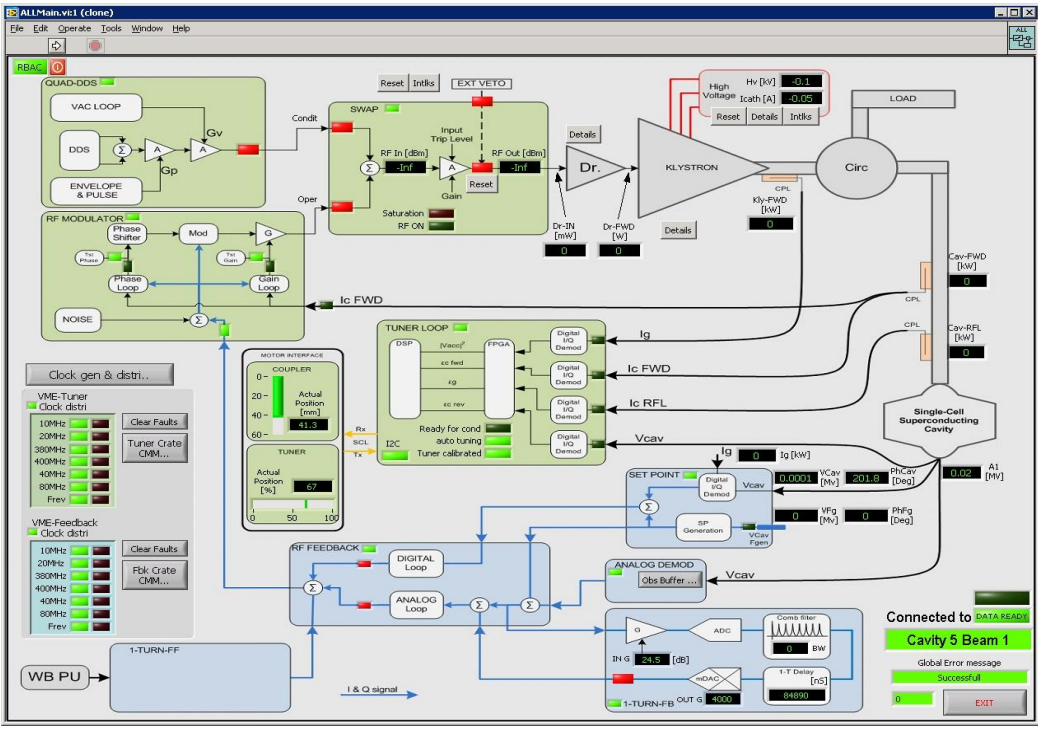 ALLMain.vi:1 (clone)
File Edit Operate Tools Window Help
ALL
RBAC
QUAD-DDS
VAC LOOP
DDS
Σ
A
A
Gv
Gp
ENVELOPE
& PULSE
Condit
Oper
Reset Intlks
EXT VETO
SWAP
Input
Trip Level
RF In [dBm]
-Inf
Σ
A
Gain
RF Out [dBm]
-Inf
Reset
Saturation
RF ON
Details
Dr.
Dr-IN
[mW]
0
Dr-FWD
[W]
0
KLYSTRON
Details
High
Voltage
Hv [kV] -0.1
Icath [A] -0.05
Reset Details Intlks
CPL
Kly-FWD
[kW]
0
LOAD
Circ
Cav-FWD
[kW]
0
CPL
CPL
Cav-RFL
[kW]
0
RF MODULATOR
Phase
Shifter
Mod
G
Tst
Phase
Tst
Gain
Phase
Loop
Gain
Loop
NOISE
Σ
Ic FWD
TUNER LOOP
DSP
|Vacc|²
εc fwd
εg
εc rev
FPGA
Digital
I/Q
Demod
Digital
I/Q
Demod
Digital
I/Q
Demod
Digital
I/Q
Demod
Ig
Ic FWD
Ic RFL
Vcav
Ready for cond
auto tuning
Tuner calibrated
I2C
Rx
SCL
Tx
MOTOR INTERFACE
COUPLER
0-
20-
40-
60-
Actual
Position
[mm]
41.3
TUNER
Actual
Position
[%]
67
0 50 100
Single-Cell
Superconducting
Cavity
Clock gen & distri..
VME-Tuner
Clock distri
10MHz
20MHz
380MHz
400MHz
40MHz
80MHz
Frev
Clear Faults
Tuner Crate
CMM...
VME-Feedback
Clock distri
10MHz
20MHz
380MHz
400MHz
40MHz
80MHz
Frev
Clear Faults
Fbk Crate
CMM...
SET POINT
Ig
0 Ig [kW]
Digital
I/Q
Demod
Vcav
0.0001 VCav
[Mv]
201.8 PhCav
[Deg]
0.02 A1
[MV]
Σ
SP
Generation
VCav
Fgen
0 VFg
[Mv]
0 PhFg
[Deg]
RF FEEDBACK
DIGITAL
Loop
ANALOG
Loop
Σ
Σ
Σ
ANALOG DEMOD
Obs Buffer ...
Vcav
1-TURN-FF
WB PU
I & Q signal
G
IN G 24.5 [dB]
ADC
Comb filter
0 BW
mDAC
OUT G 4000
1-T Delay
[nS]
84890
1-TURN-FB
Connected to DATA READY
Cavity 5 Beam 1
Global Error message
Successfull
0
EXIT